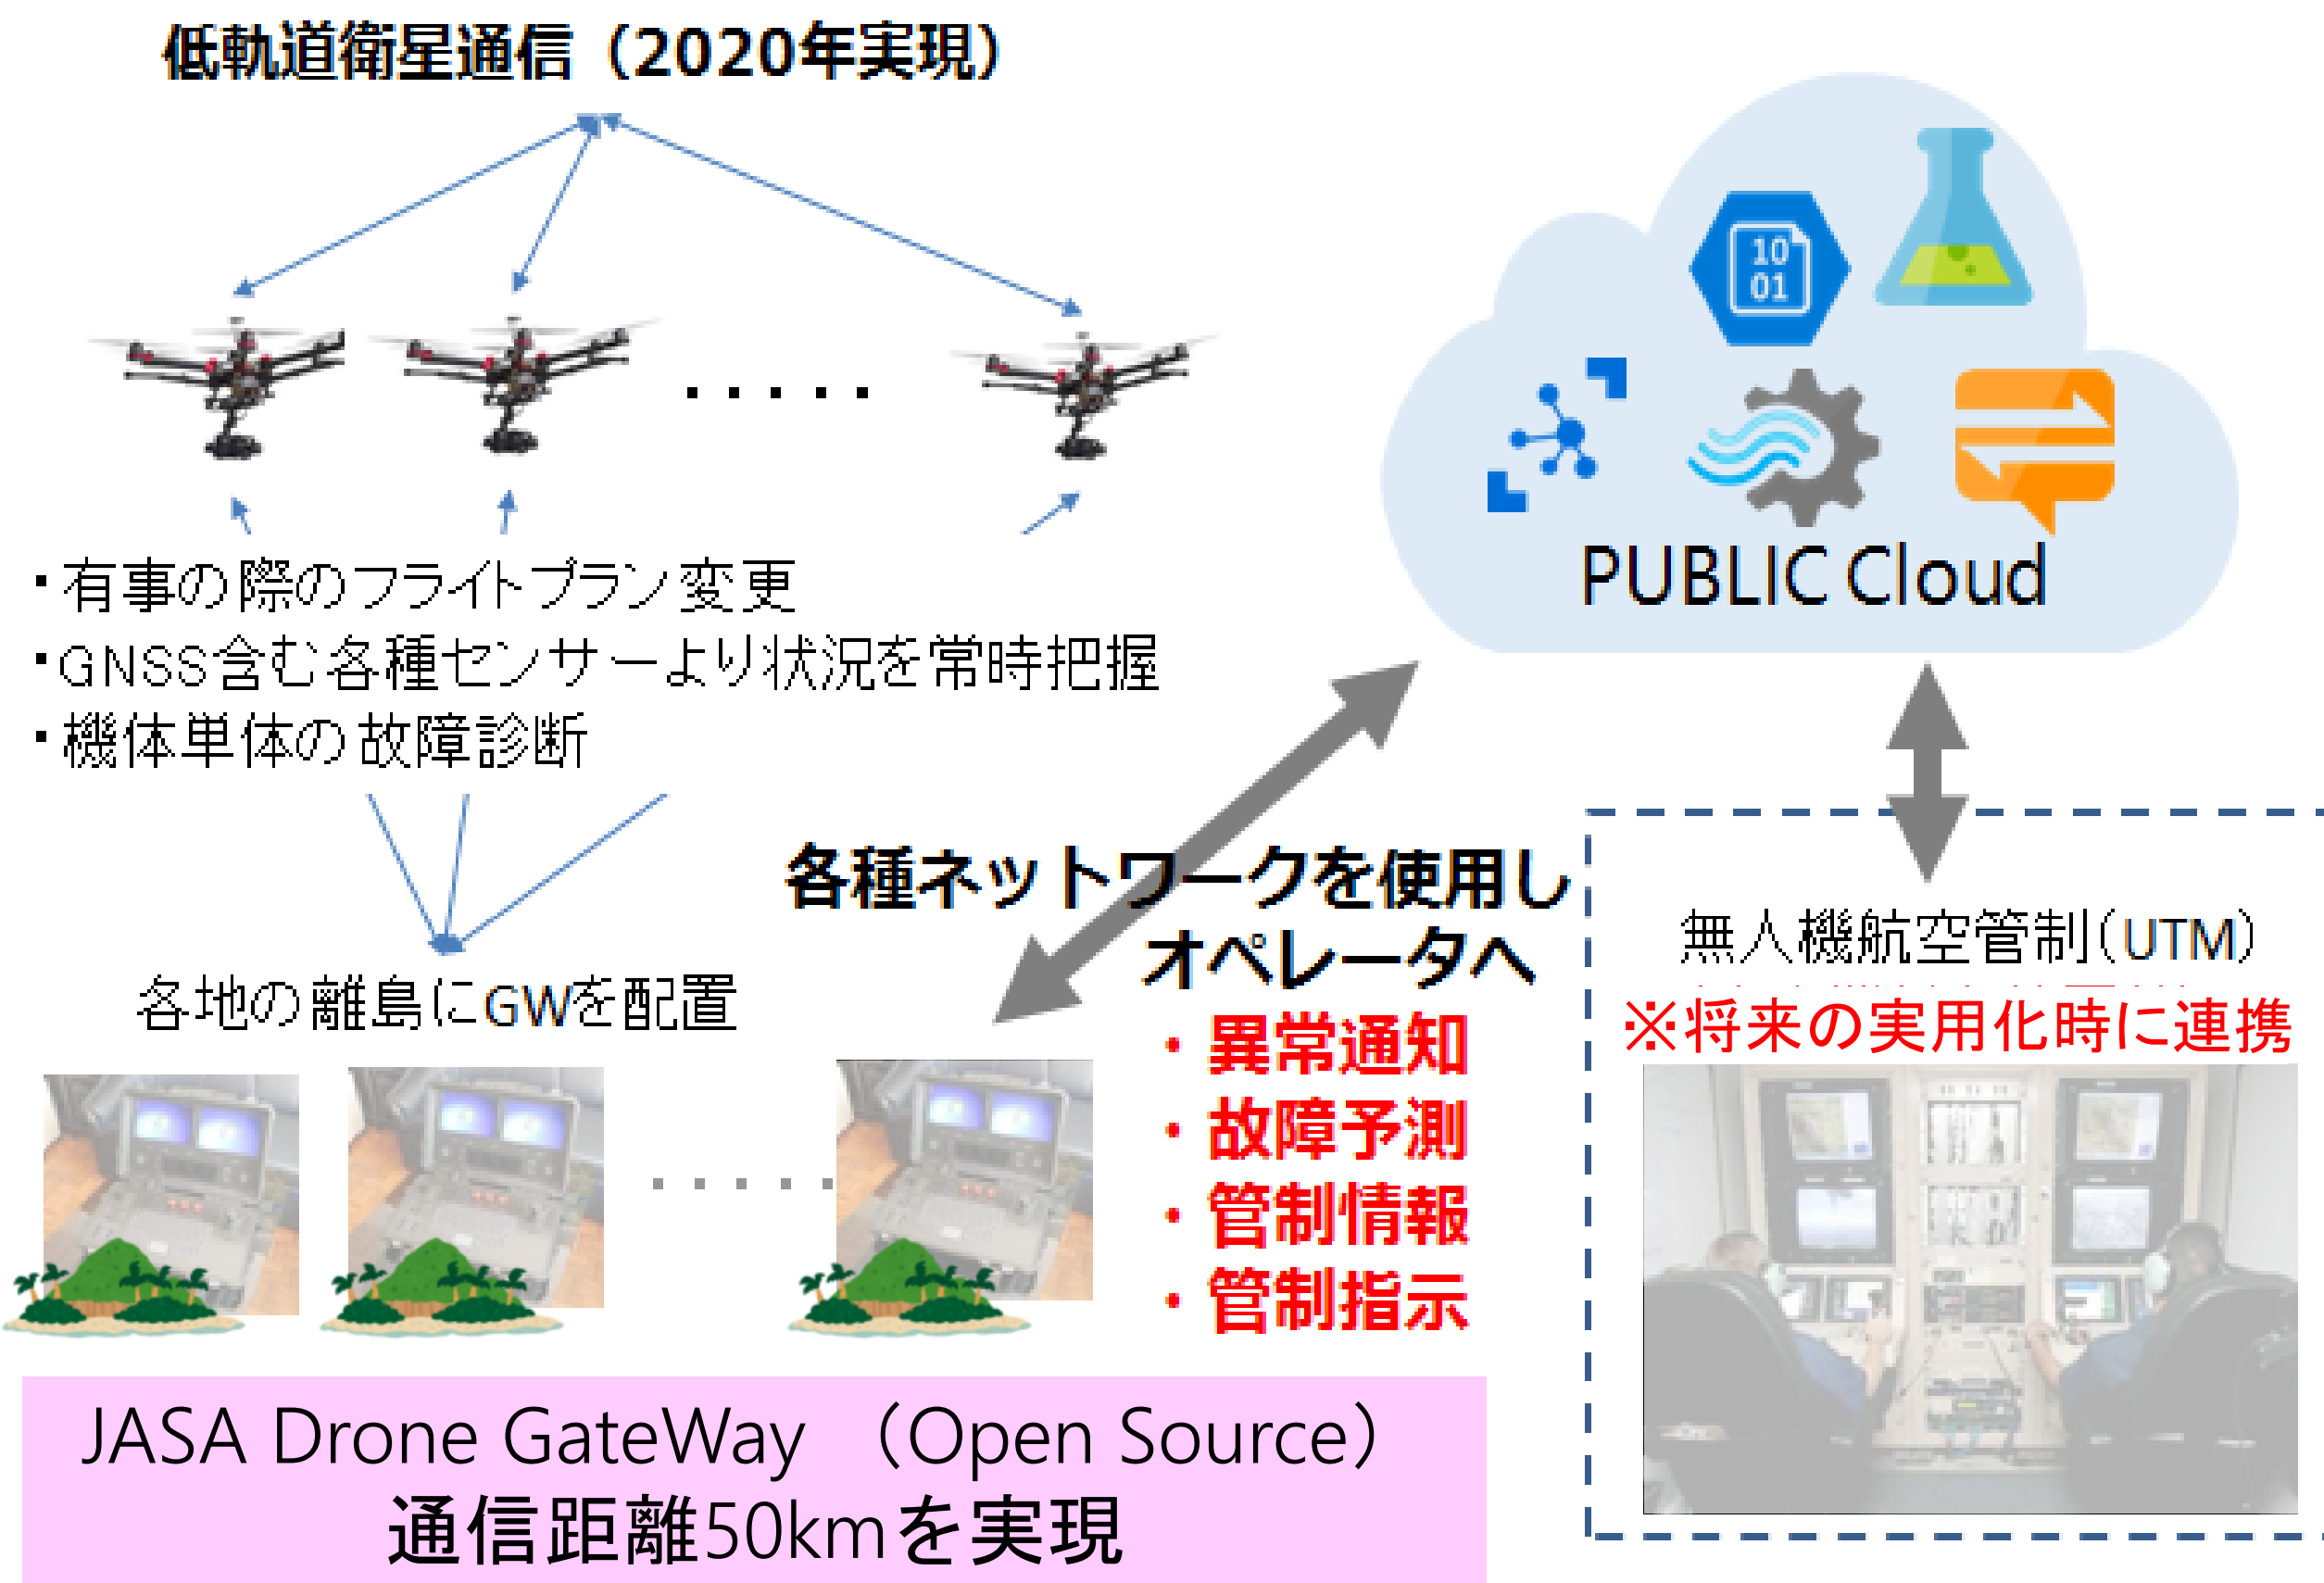 低軌道衛星通信（2020年実現）
10
01
PUBLIC Cloud
・有事の際のフライトプラン変更
・GNSS含む各種センサーより状況を常時把握
・機体単体の故障診断
各種ネットワークを使用し
オペレータへ
・異常通知
・故障予測
・管制情報
・管制指示
無人機航空管制（UTM）
※将来の実用化時に連携
各地の離島にGWを配置
JASA Drone GateWay （Open Source）
通信距離50kmを実現